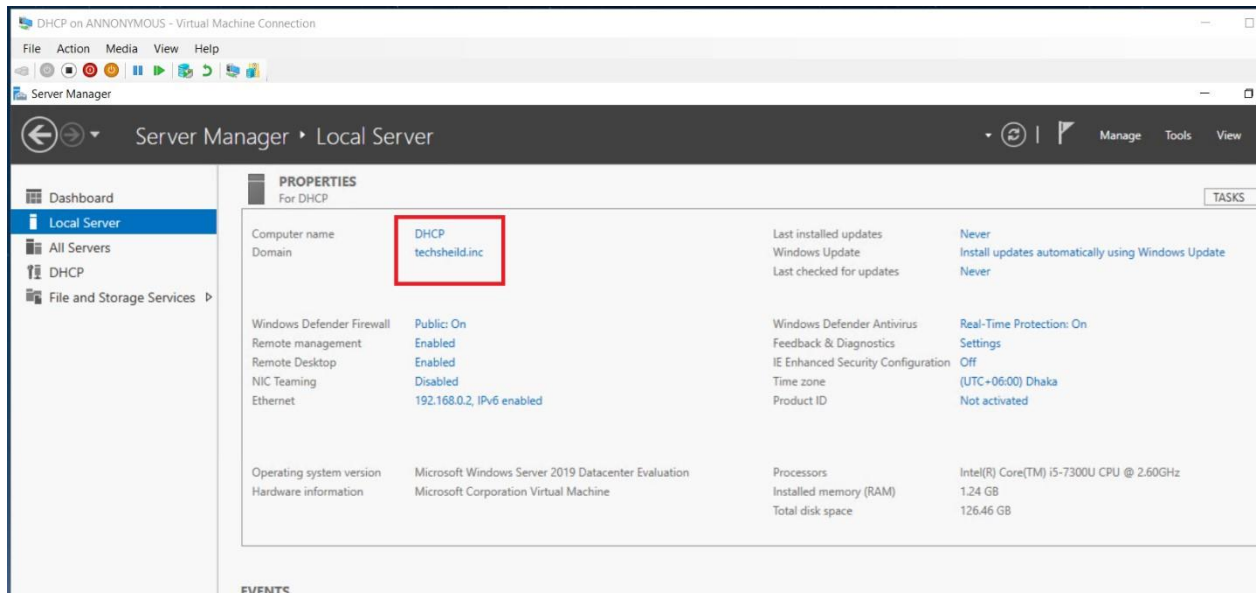 DHCP on ANNONYMOUS - Virtual Machine Connection
File Action Media View Help
Server Manager
Server Manager • Local Server
Manage Tools View
Dashboard
Local Server
All Servers
DHCP
File and Storage Services
PROPERTIES
For DHCP
TASKS
Computer name DHCP
Domain techsheild.inc
Last installed updates Never
Windows Update Install updates automatically using Windows Update
Last checked for updates Never
Windows Defender Firewall Public: On
Remote management Enabled
Remote Desktop Enabled
NIC Teaming Disabled
Ethernet 192.168.0.2, IPv6 enabled
Windows Defender Antivirus Real-Time Protection: On
Feedback & Diagnostics Settings
IE Enhanced Security Configuration Off
Time zone (UTC+06:00) Dhaka
Product ID Not activated
Operating system version Microsoft Windows Server 2019 Datacenter Evaluation
Hardware information Microsoft Corporation Virtual Machine
Processors Intel(R) Core(TM) i5-7300U CPU @ 2.60GHz
Installed memory (RAM) 1.24 GB
Total disk space 126.46 GB
EVENTS